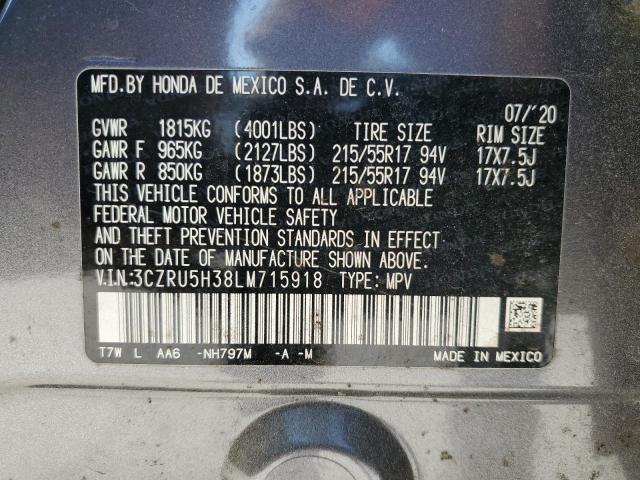 MFD.BY HONDA DE MEXICO S.A. DE C.V.
07/'20
GVWR 1815KG (4001LBS) TIRE SIZE RIM SIZE
GAWR F 965KG (2127LBS) 215/55R17 94V 17X7.5J
GAWR R 850KG (1873LBS) 215/55R17 94V 17X7.5J
THIS VEHICLE CONFORMS TO ALL APPLICABLE
FEDERAL MOTOR VEHICLE SAFETY
AND THEFT PREVENTION STANDARDS IN EFFECT
ON THE DATE OF MANUFACTURE SHOWN ABOVE.
V.IN:3CZRU5H38LM715918 TYPE: MPV
T7W L AA6 -NH797M -A -M MADE IN MEXICO